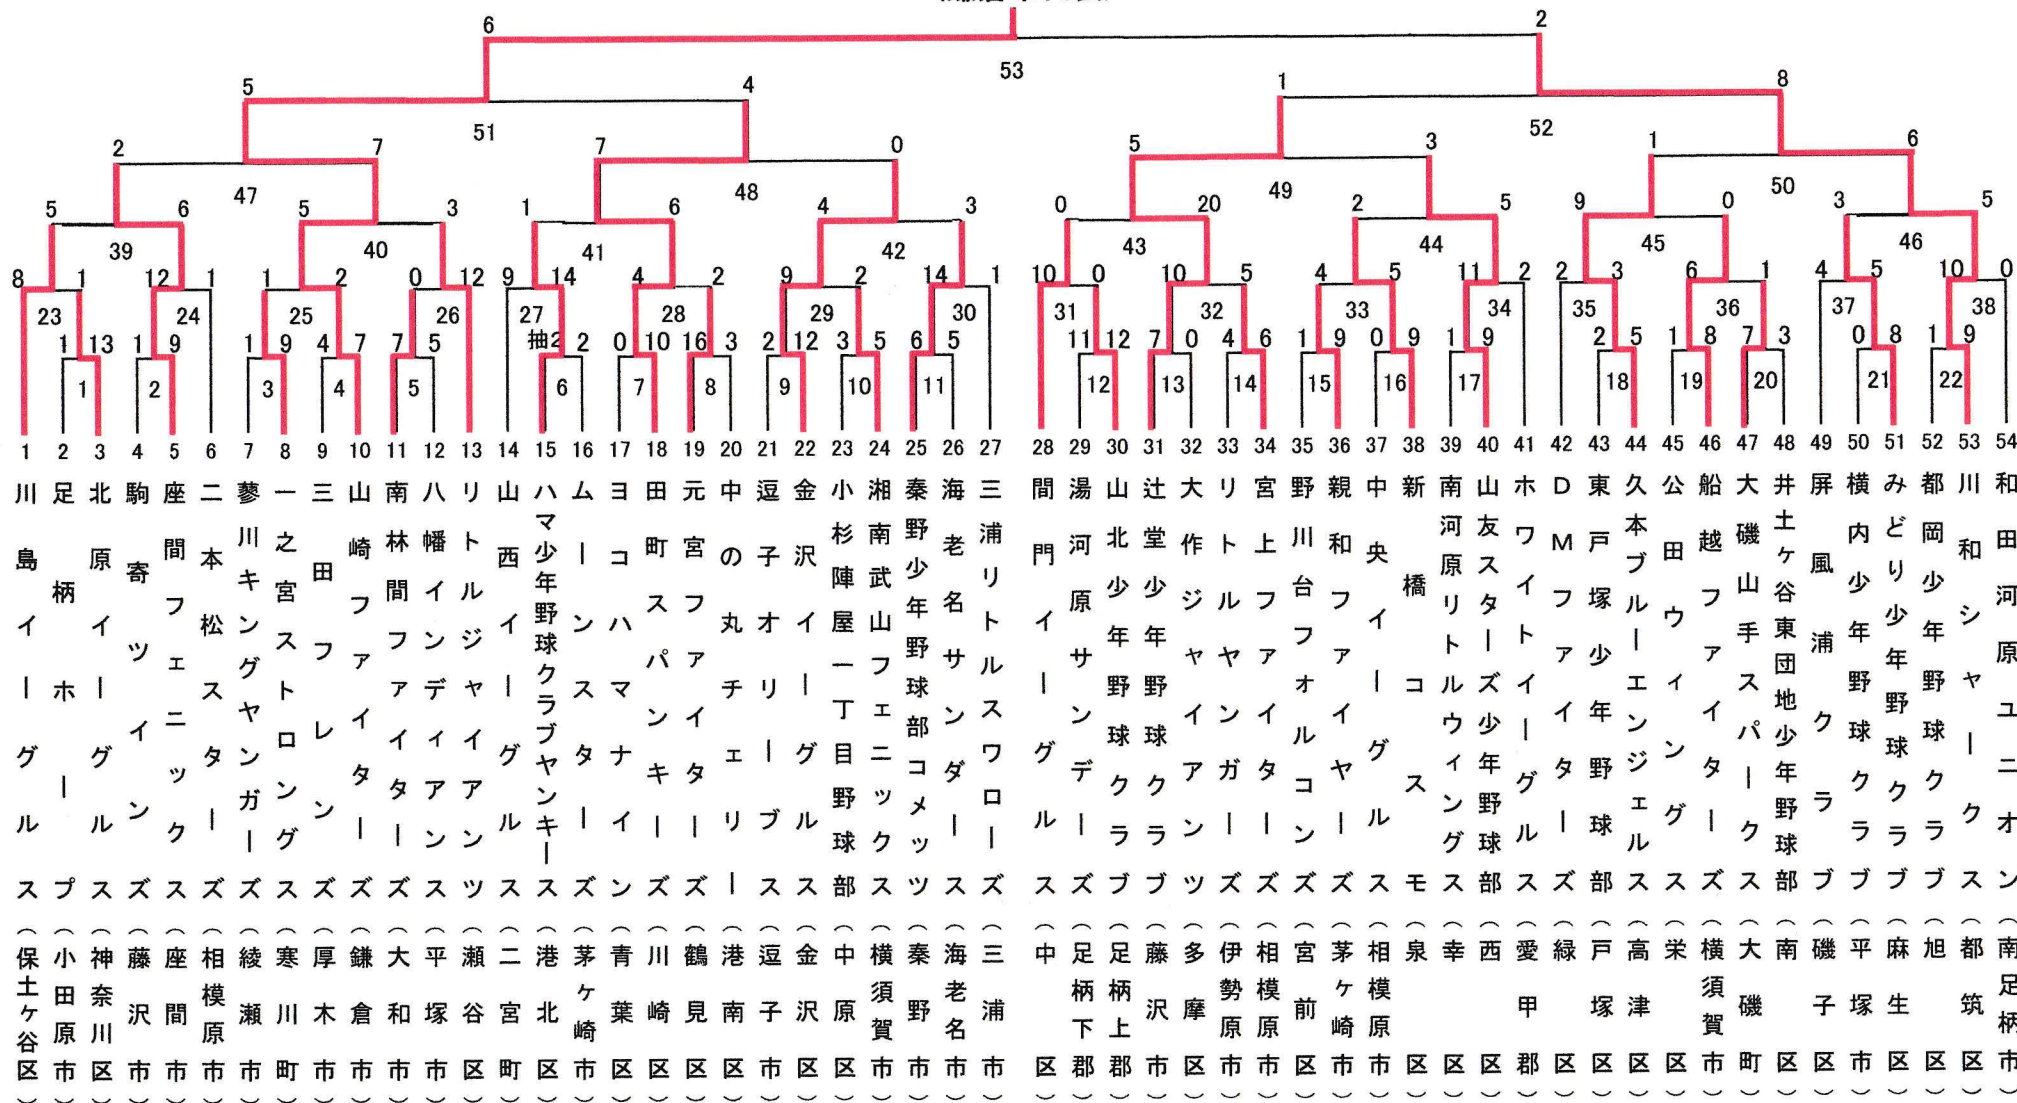 6 2
53
5 4 1 8
51 52
2 7 7 0 5 3 1 6
47 48 49 50
5 6 5 3 1 6 4 3 0 20 2 5 9 0 3 5
39 40 41 42 43 44 45 46
8 1 12 1 1 2 0 12 9 14 4 2 9 2 14 1 10 0 10 5 4 5 11 2 2 3 6 1 4 5 10 0
23 24 25 26 27 28 29 30 31 32 33 34 35 36 37 38
抽2
1 13 1 9 1 9 4 7 7 5 2 0 10 16 3 2 12 3 5 6 5 11 12 7 0 4 6 1 9 0 9 1 9 2 5 1 8 7 3 0 8 1 9
1 2 3 4 5 6 7 8 9 10 11 12 13 14 15 16 17 18 19 20 21 22
1 川島イーグルス（保土ヶ谷区）
2 足柄ホープ（小田原市）
3 北原イーグルス（神奈川区）
4 駒寄ツインズ（藤沢市）
5 座間フェニックス（座間市）
6 二本松スターズ（相模原市）
7 蓼川キングヤンガーズ（綾瀬市）
8 一之宮ストロングス（寒川町）
9 三田フレンズ（厚木市）
10 山崎ファイターズ（鎌倉市）
11 南林間ファイターズ（大和市）
12 八幡インディアンス（平塚市）
13 リトルジャイアンツ（瀬谷区）
14 山西イーグルス（二宮町）
15 ハマ少年野球クラブヤンキース（港北区）
16 ムーンスターズ（茅ヶ崎市）
17 ヨコハマナイン（青葉区）
18 田町スパンキーズ（川崎区）
19 元宮ファイターズ（鶴見区）
20 中の丸チェリー（港南区）
21 逗子オリーブス（逗子市）
22 金沢イーグルス（金沢区）
23 小杉陣屋一丁目野球部（中原区）
24 湘南武山フェニックス（横須賀市）
25 秦野少年野球部コメッツ（秦野市）
26 海老名サンダース（海老名市）
27 三浦リトルスワローズ（三浦市）
28 間門イーグルス（中区）
29 湯河原サンデーズ（足柄下郡）
30 山北少年野球クラブ（足柄上郡）
31 辻堂少年野球クラブ（藤沢市）
32 大作ジャイアンツ（多摩区）
33 リトルヤンガーズ（伊勢原市）
34 宮上ファイターズ（相模原市）
35 野川台フォルコンズ（宮前区）
36 親和ファイヤーズ（茅ヶ崎市）
37 中央イーグルス（相模原市）
38 新橋コスモ（泉区）
39 南河原リトルウィングス（幸区）
40 山友スターズ少年野球部（西区）
41 ホワイトイーグルス（愛甲郡）
42 DMファイターズ（緑区）
43 東戸塚少年野球部（戸塚区）
44 久本ブルーエンジェルス（高津区）
45 公田ウィングス（栄区）
46 船越ファイターズ（横須賀市）
47 大磯山手スパークス（大磯町）
48 井土ヶ谷東団地少年野球部（南区）
49 屏風浦クラブ（磯子区）
50 横内少年野球クラブ（平塚市）
51 みどり少年野球クラブ（麻生区）
52 都岡少年野球クラブ（旭区）
53 川和シャークス（都筑区）
54 和田河原ユニオン（南足柄市）